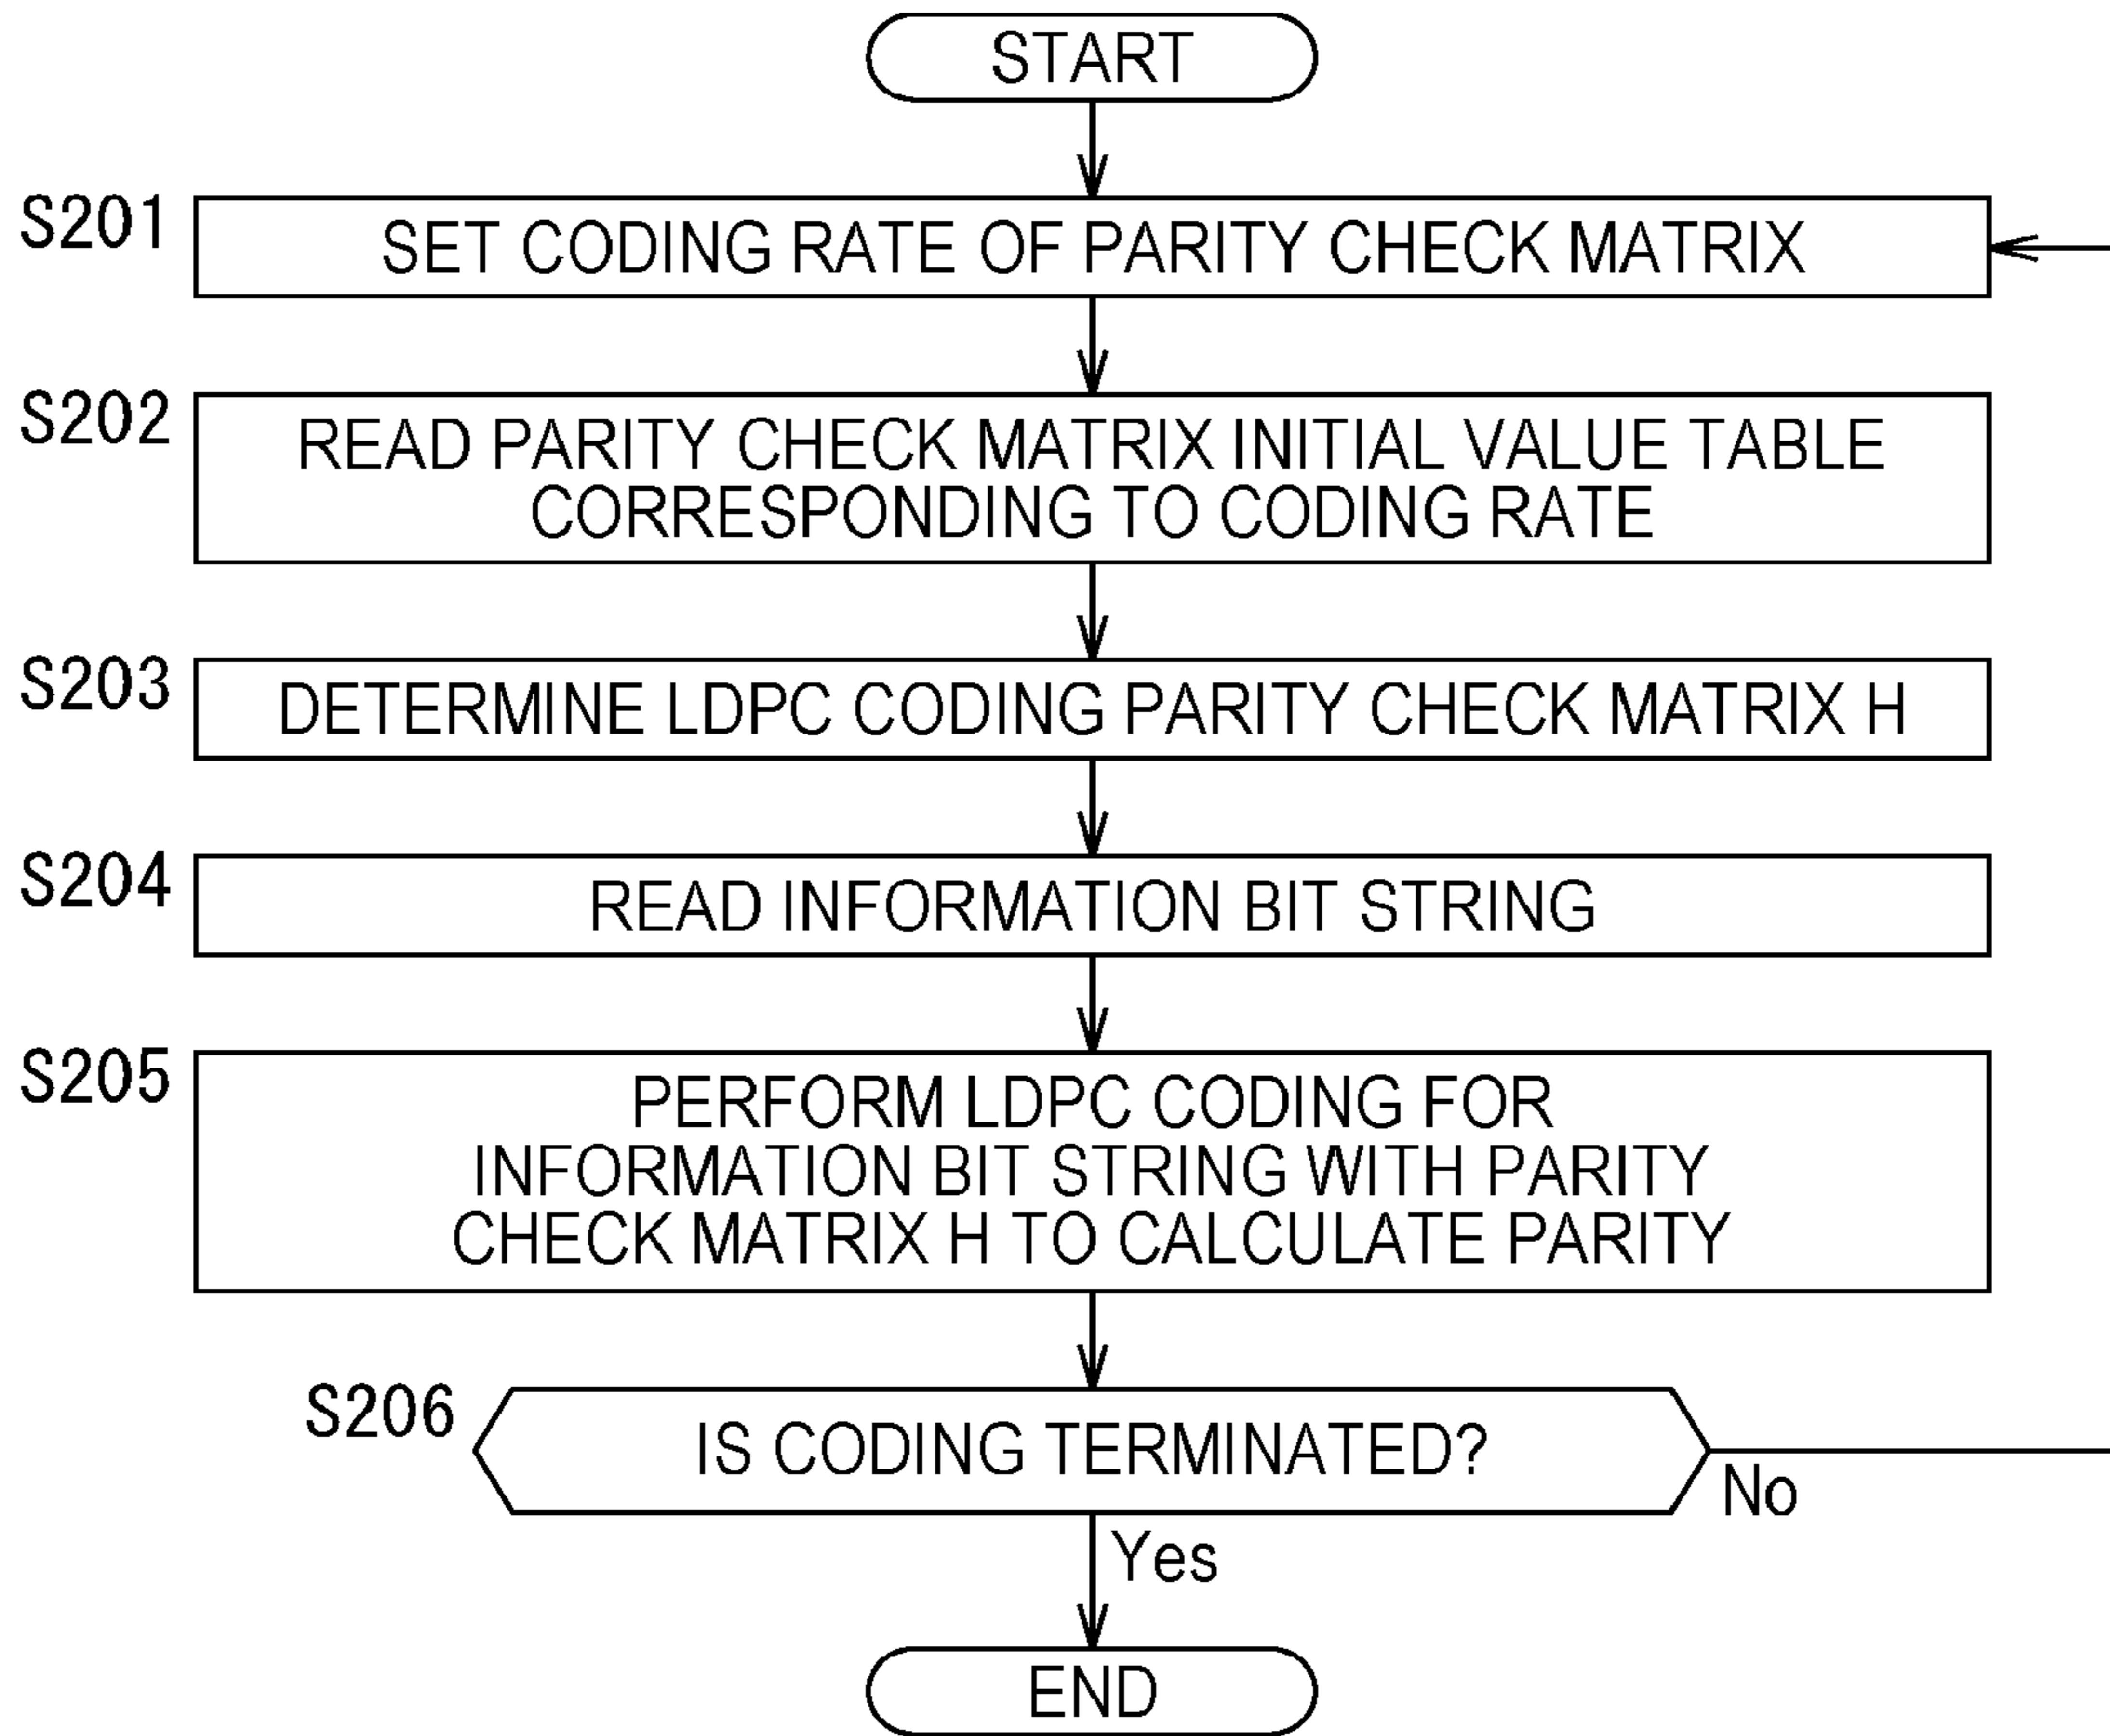 START
S201
SET CODING RATE OF PARITY CHECK MATRIX
S202
READ PARITY CHECK MATRIX INITIAL VALUE TABLE
CORRESPONDING TO CODING RATE
S203
DETERMINE LDPC CODING PARITY CHECK MATRIX H
S204
READ INFORMATION BIT STRING
S205
PERFORM LDPC CODING FOR
INFORMATION BIT STRING WITH PARITY
CHECK MATRIX H TO CALCULATE PARITY
S206
IS CODING TERMINATED?
No
Yes
END